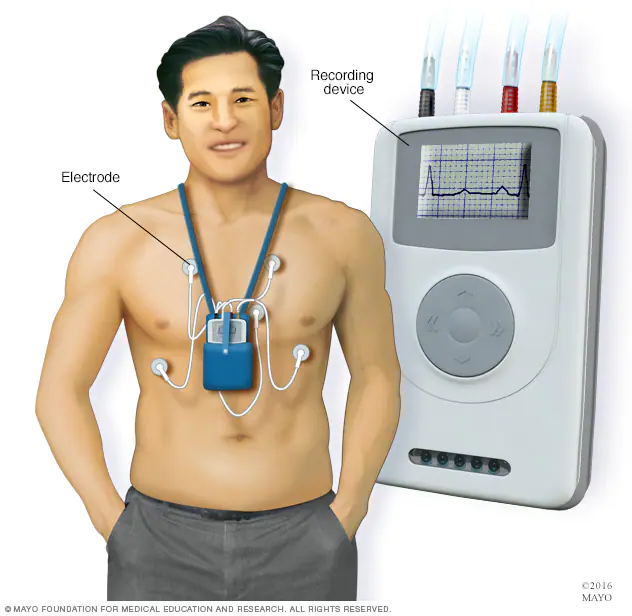 Recording
device
Electrode
©2016
MAYO
© MAYO FOUNDATION FOR MEDICAL EDUCATION AND RESEARCH. ALL RIGHTS RESERVED.